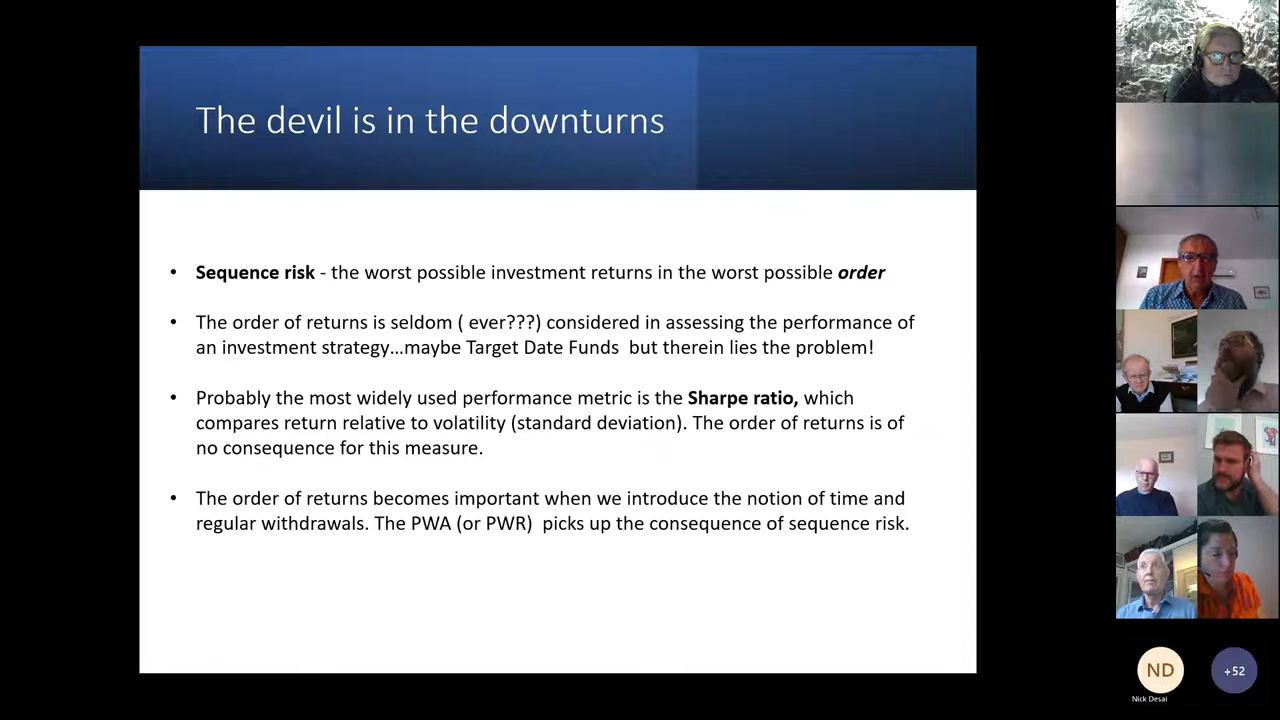 The devil is in the downturns
• Sequence risk - the worst possible investment returns in the worst possible order
• The order of returns is seldom ( ever???) considered in assessing the performance of
an investment strategy…maybe Target Date Funds  but therein lies the problem!
• Probably the most widely used performance metric is the Sharpe ratio, which
compares return relative to volatility (standard deviation). The order of returns is of
no consequence for this measure.
• The order of returns becomes important when we introduce the notion of time and
regular withdrawals. The PWA (or PWR)  picks up the consequence of sequence risk.
ND
+52
Nick Desai